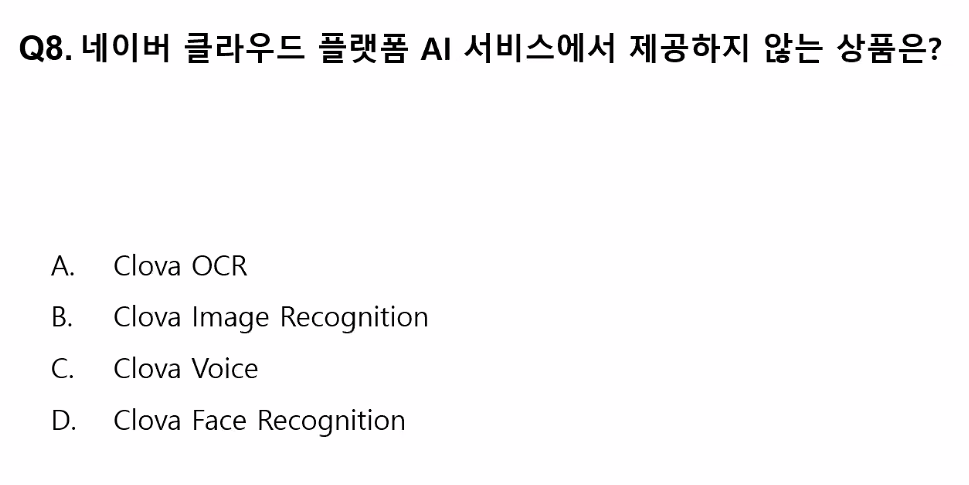 Q8. 네이버 클라우드 플랫폼 AI 서비스에서 제공하지 않는 상품은?
A. Clova OCR
B. Clova Image Recognition
C. Clova Voice
D. Clova Face Recognition